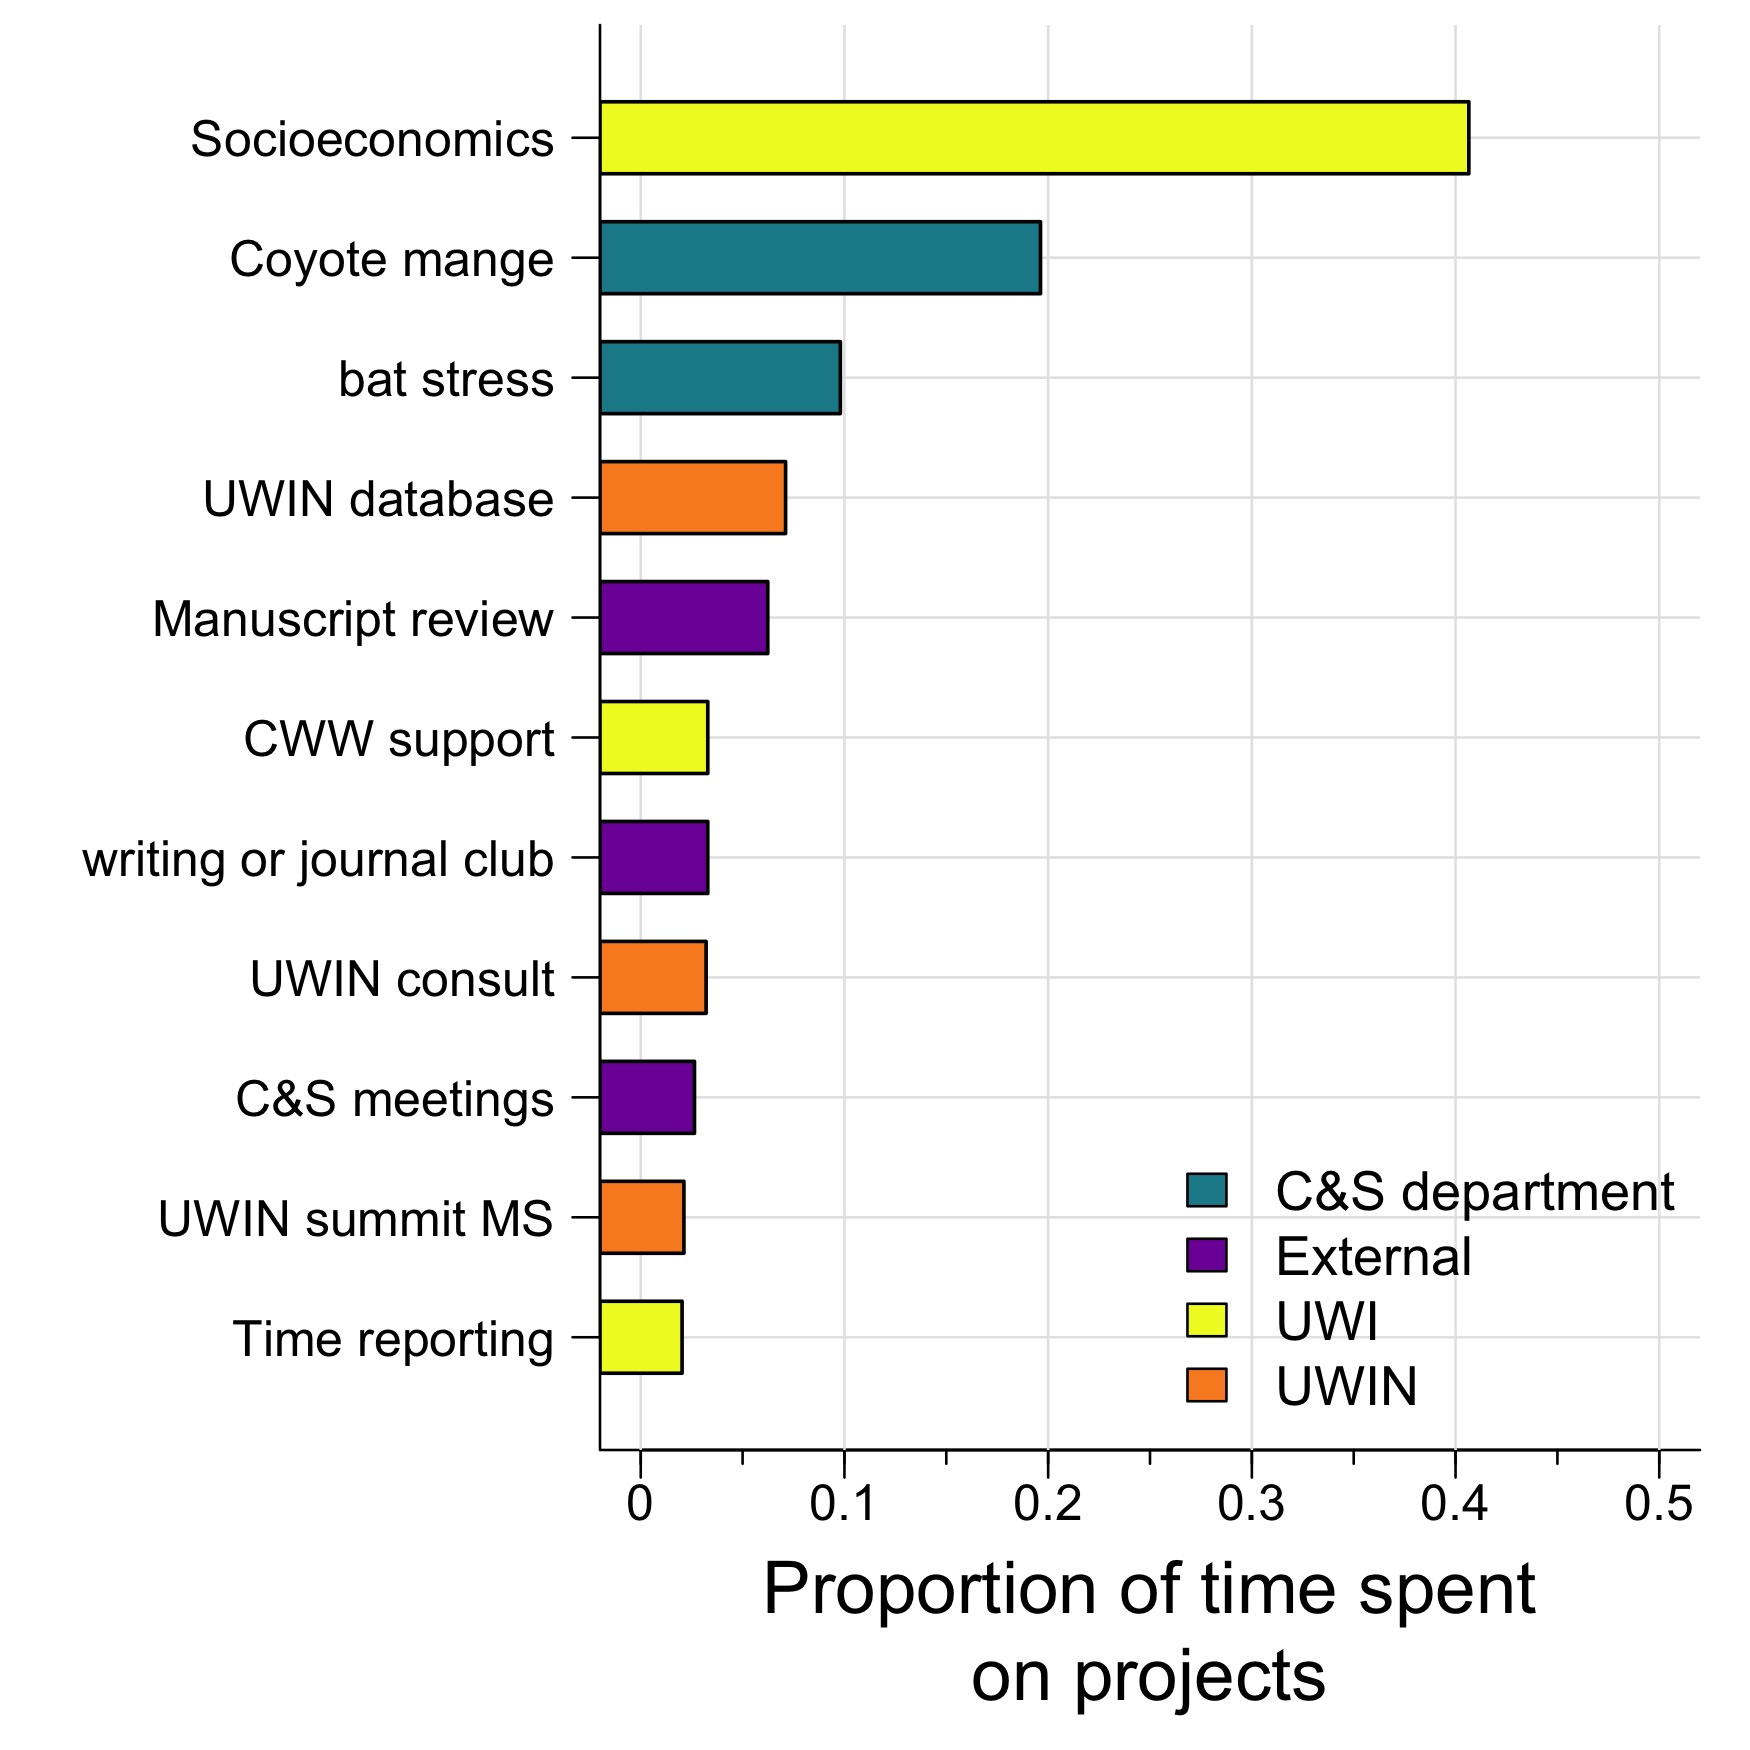 Socioeconomics
Coyote mange
bat stress
UWIN database
Manuscript review
CWW support
writing or journal club
UWIN consult
C&S meetings
UWIN summit MS
Time reporting
C&S department
External
UWI
UWIN
0 0.1 0.2 0.3 0.4 0.5
Proportion of time spent
on projects